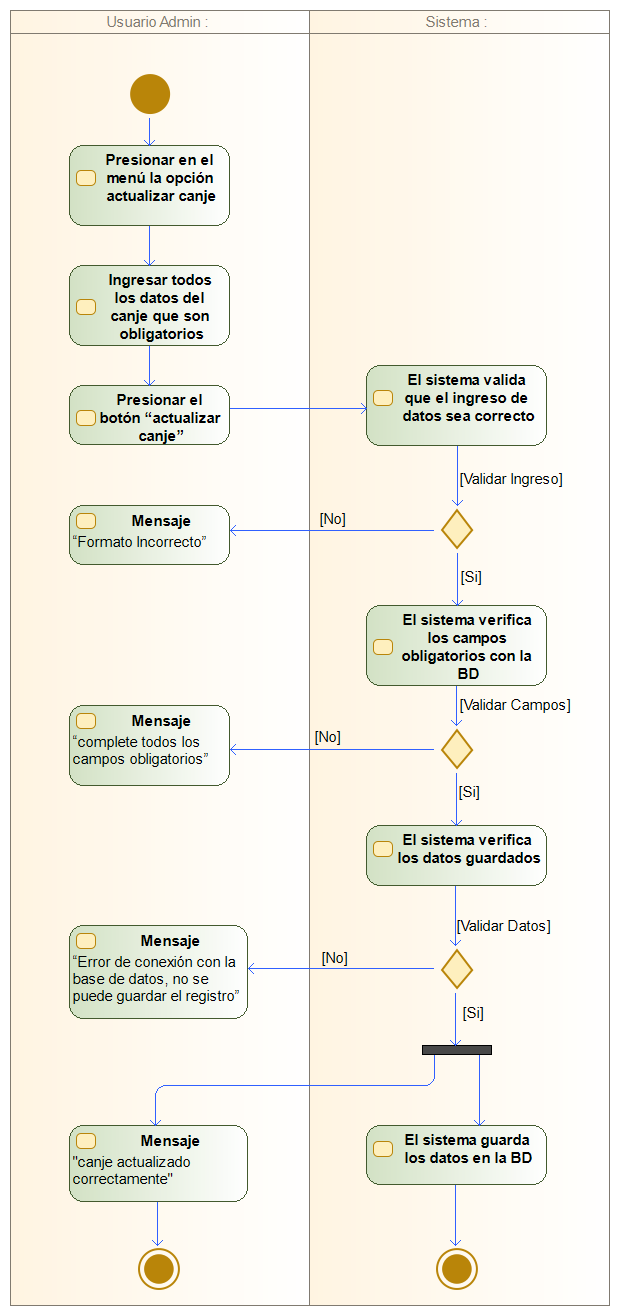 Usuario Admin :
Sistema :
Presionar en el
menú la opción
actualizar canje
Ingresar todos
los datos del
canje que son
obligatorios
Presionar el
botón “actualizar
canje”
El sistema valida
que el ingreso de
datos sea correcto
[Validar Ingreso]
[No]
Mensaje
“Formato Incorrecto”
[Si]
El sistema verifica
los campos
obligatorios con la
BD
[Validar Campos]
[No]
Mensaje
“complete todos los
campos obligatorios”
[Si]
El sistema verifica
los datos guardados
[Validar Datos]
[No]
Mensaje
“Error de conexión con la
base de datos, no se
puede guardar el registro”
[Si]
Mensaje
"canje actualizado
correctamente"
El sistema guarda
los datos en la BD